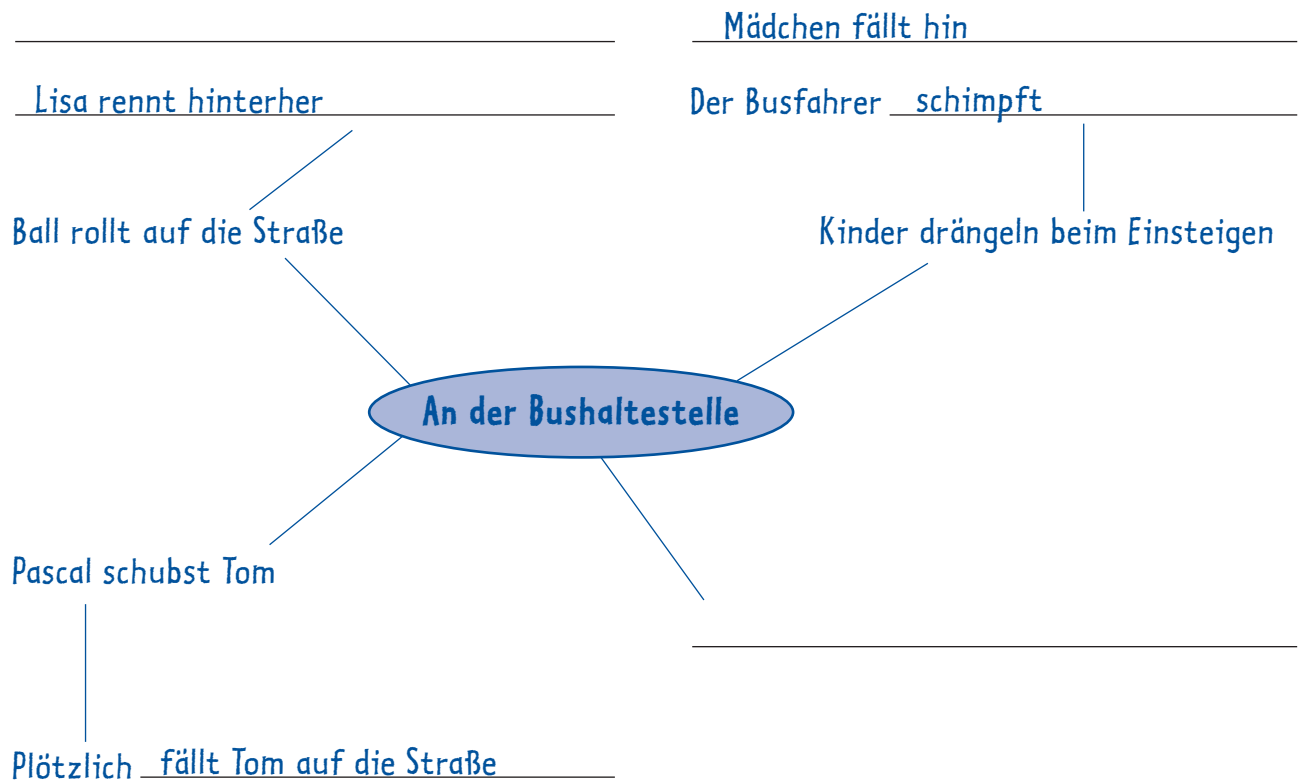 Mädchen fällt hin
Lisa rennt hinterher
Der Busfahrer schimpft
Ball rollt auf die Straße
Kinder drängeln beim Einsteigen
An der Bushaltestelle
Pascal schubst Tom
Plötzlich fällt Tom auf die Straße